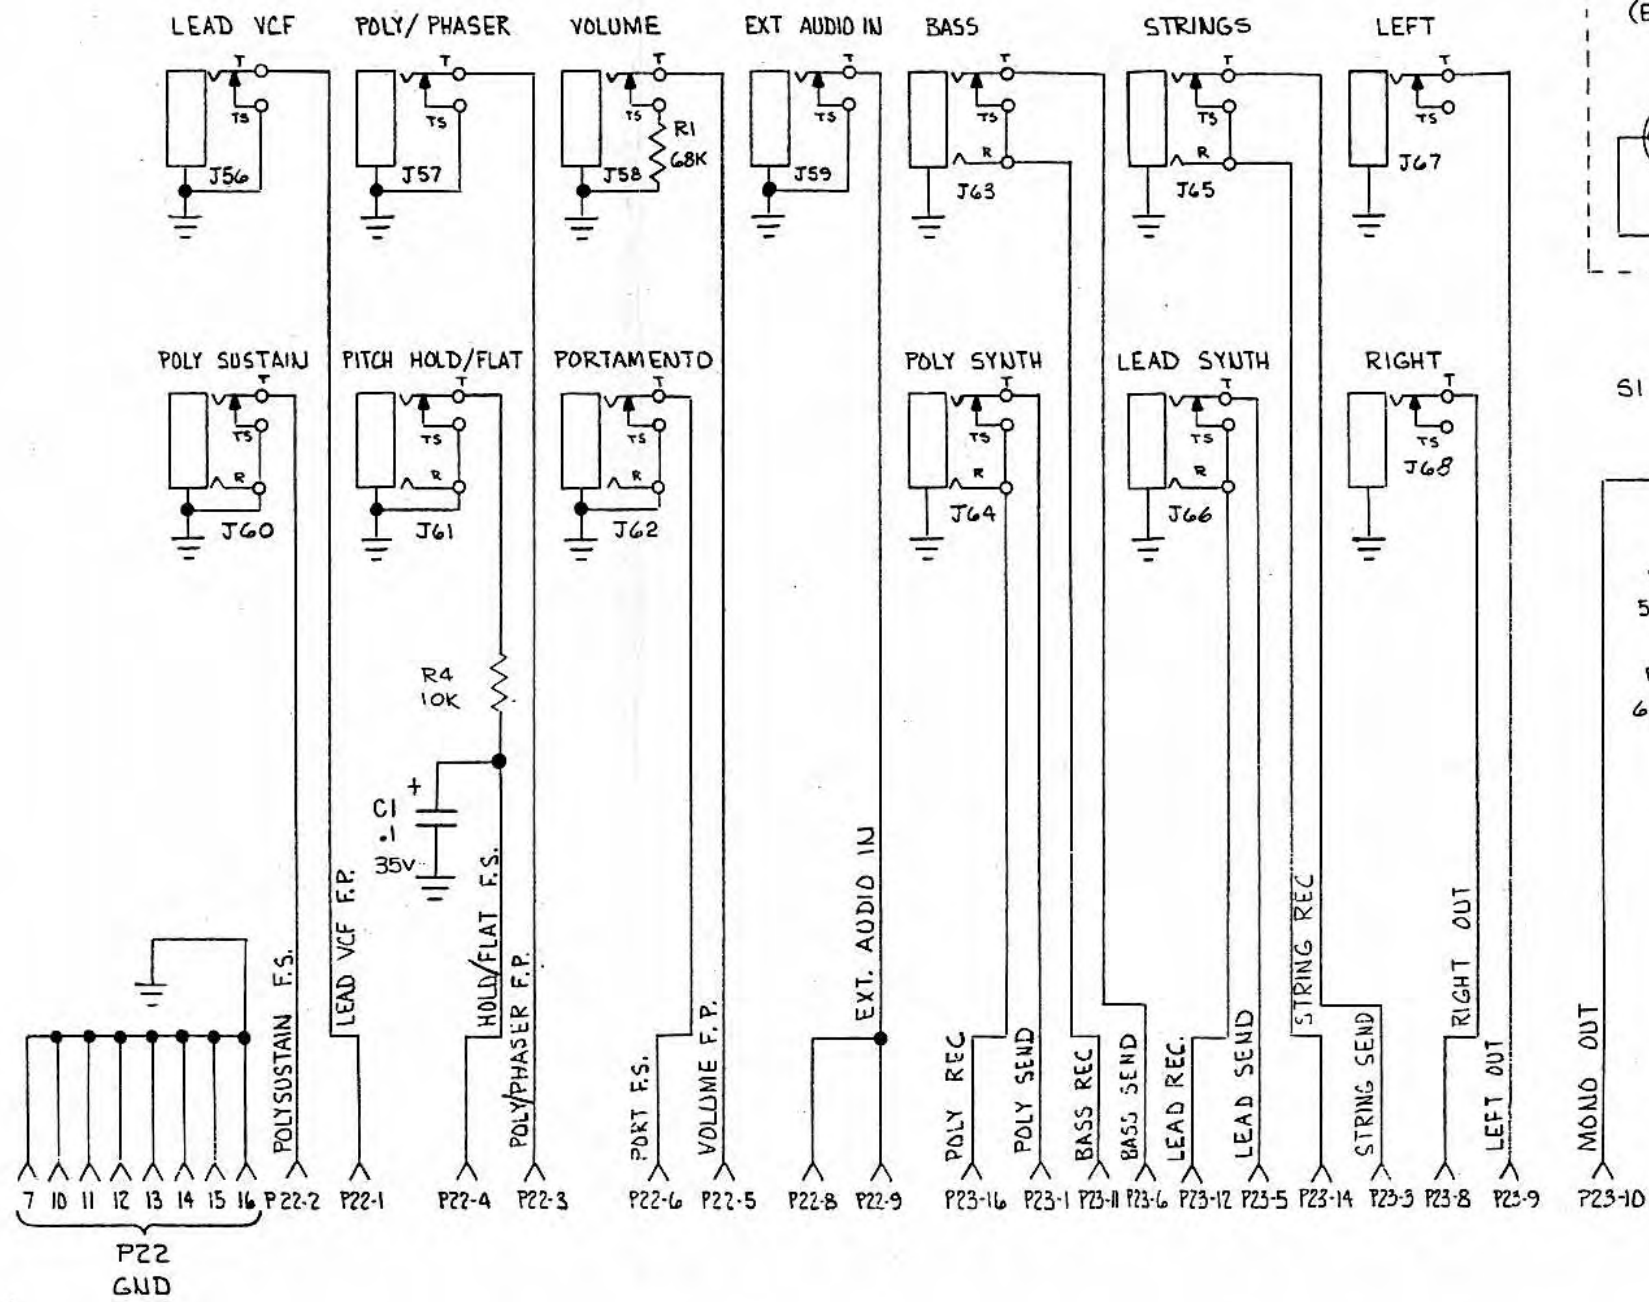 LEAD VCF
POLY/PHASER
VOLUME
EXT AUDIO IN
BASS
STRINGS
LEFT
T
TS
J56
T
TS
J57
T
TS
R1
68K
J58
T
TS
J59
T
TS
R
J63
T
TS
R
J65
T
TS
J67
POLY SUSTAIN
PITCH HOLD/FLAT
PORTAMENTO
POLY SYNTH
LEAD SYNTH
RIGHT
S1
T
TS
R
J60
T
TS
R
J61
T
TS
R
J62
T
TS
R
J64
T
TS
R
J66
T
TS
J68
R4
10K
+
C1
.1
35V
POLYSUSTAIN F.S.
LEAD VCF F.P.
HOLD/FLAT F.S.
POLY/PHASER F.P.
PORT F.S.
VOLUME F.P.
EXT. AUDIO IN
POLY REC
POLY SEND
BASS REC
BASS SEND
LEAD REC.
LEAD SEND
STRING REC
STRING SEND
RIGHT OUT
LEFT OUT
MONO OUT
7 10 11 12 13 14 15 16 P22-2 P22-1 P22-4 P22-3 P22-6 P22-5 P22-8 P22-9 P23-16 P23-1 P23-11 P23-6 P23-12 P23-5 P23-14 P23-3 P23-8 P23-9 P23-10
P22
GND